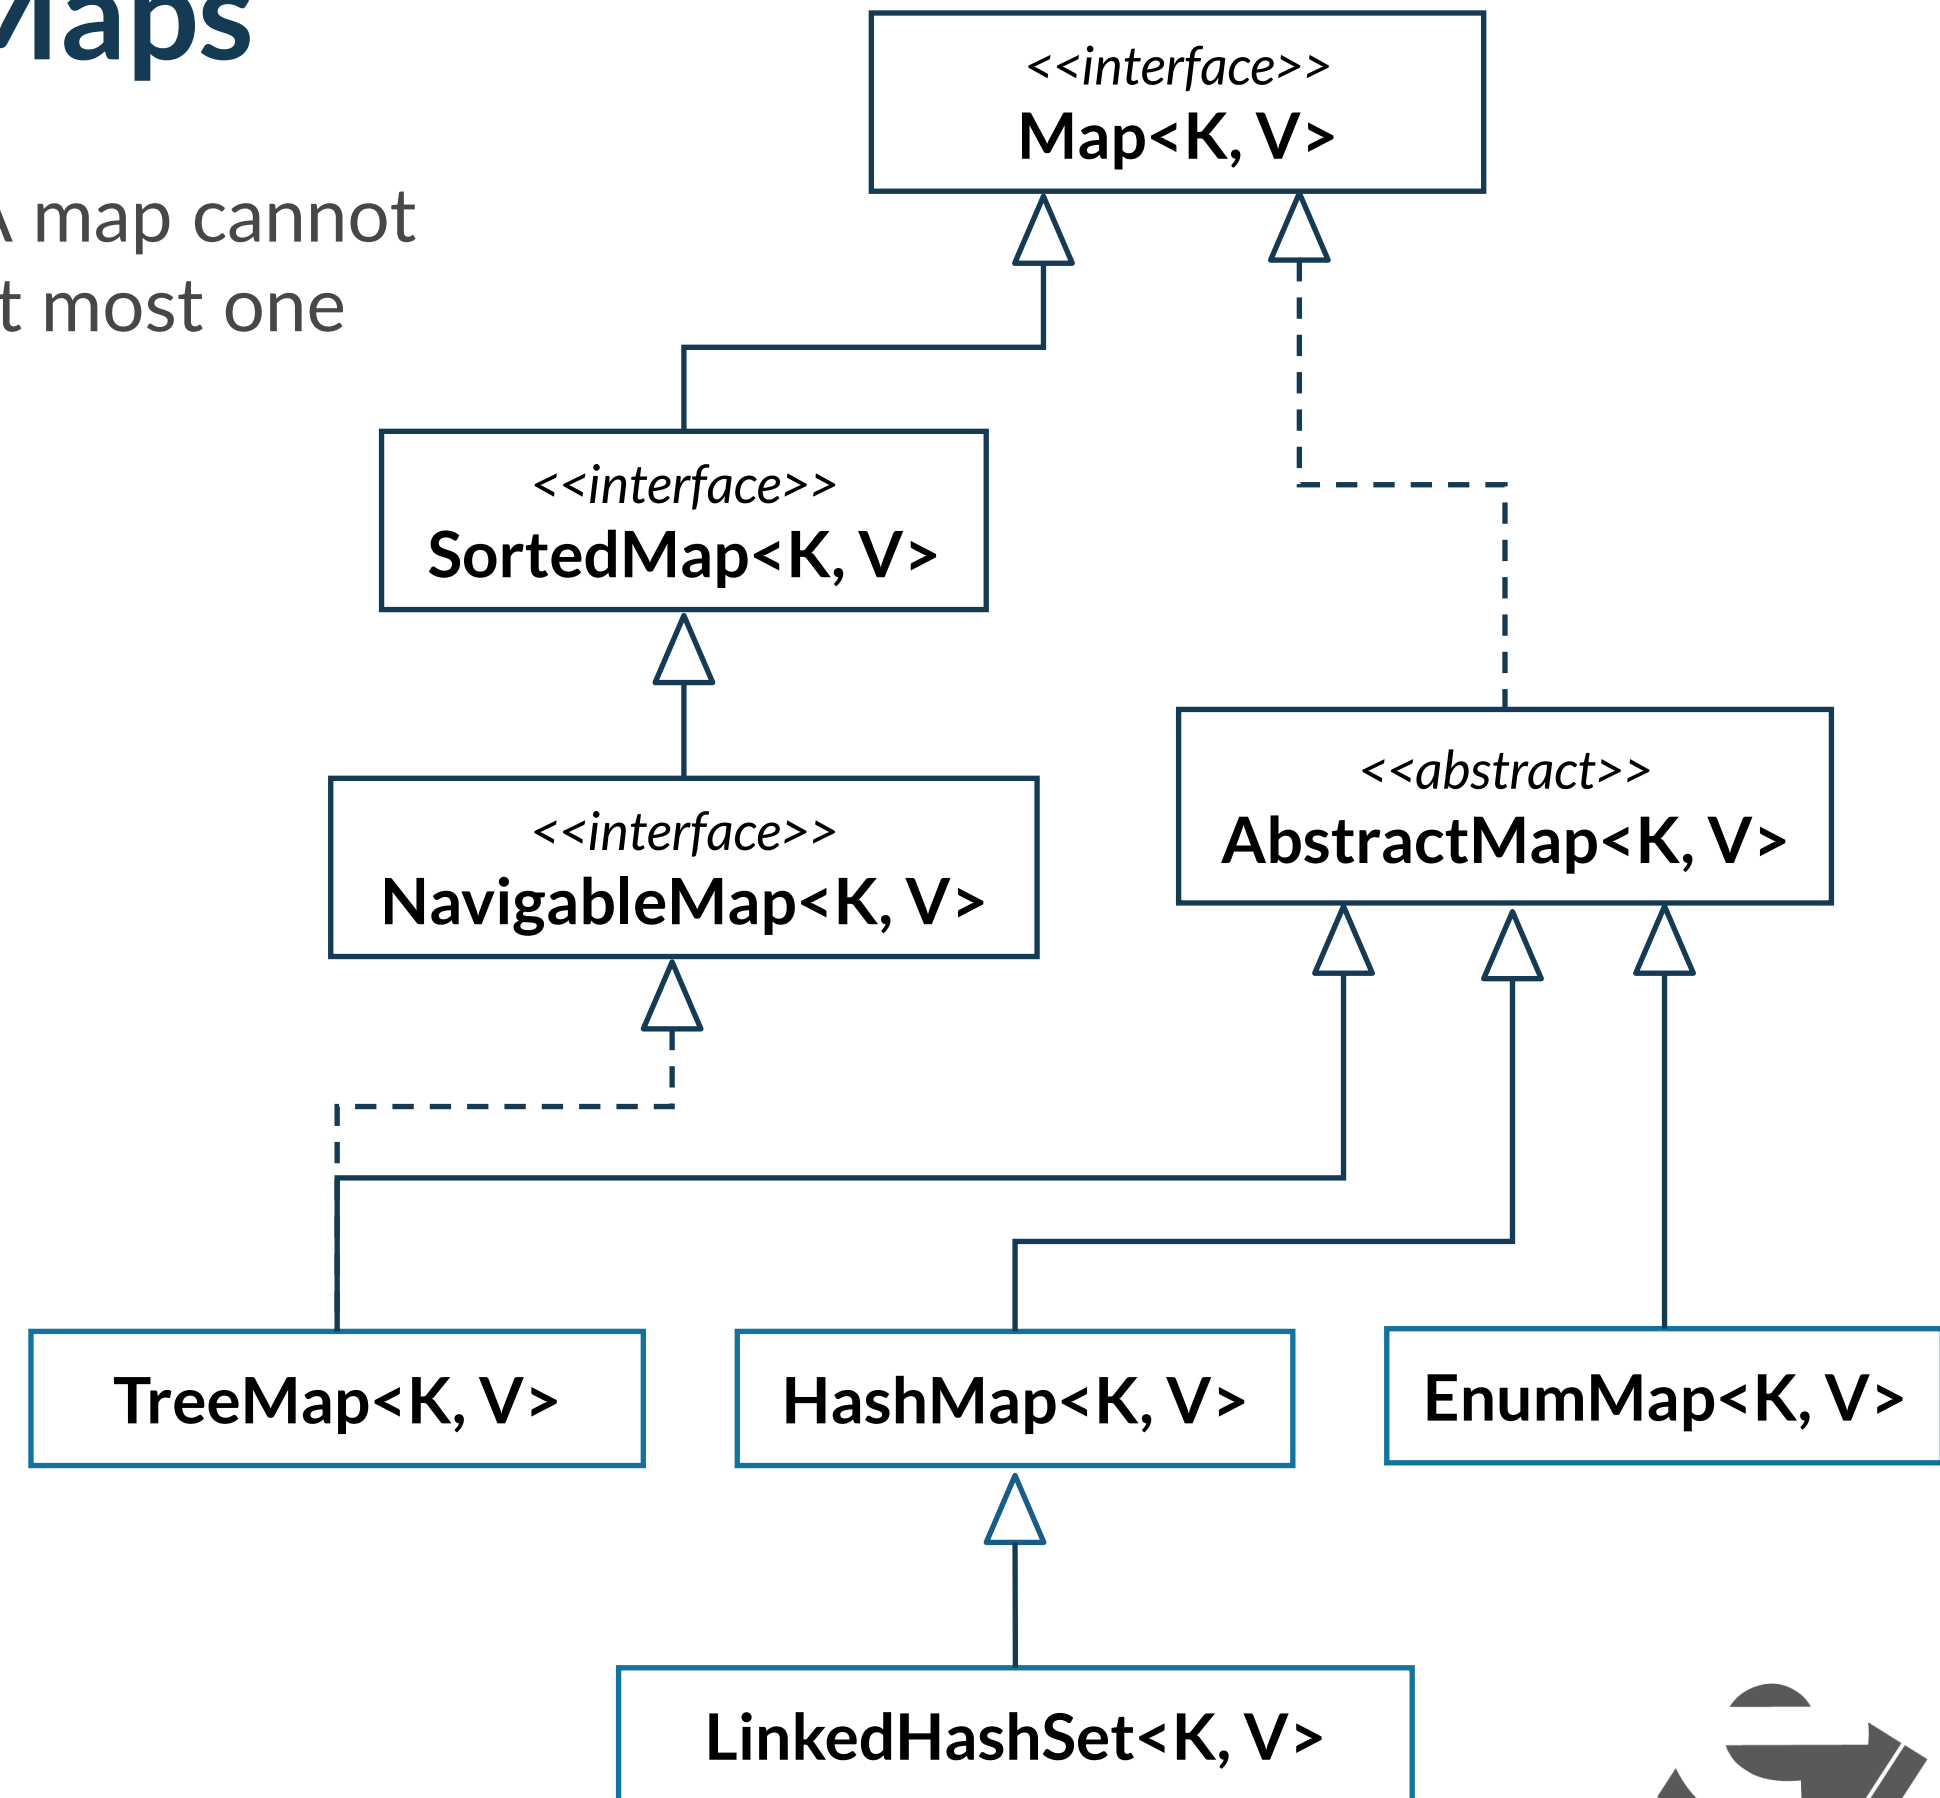 Maps
A map cannot
t most one
<<interface>>
Map<K, V>
<<interface>>
SortedMap<K, V>
<<abstract>>
AbstractMap<K, V>
<<interface>>
NavigableMap<K, V>
TreeMap<K, V>
HashMap<K, V>
EnumMap<K, V>
LinkedHashSet<K, V>